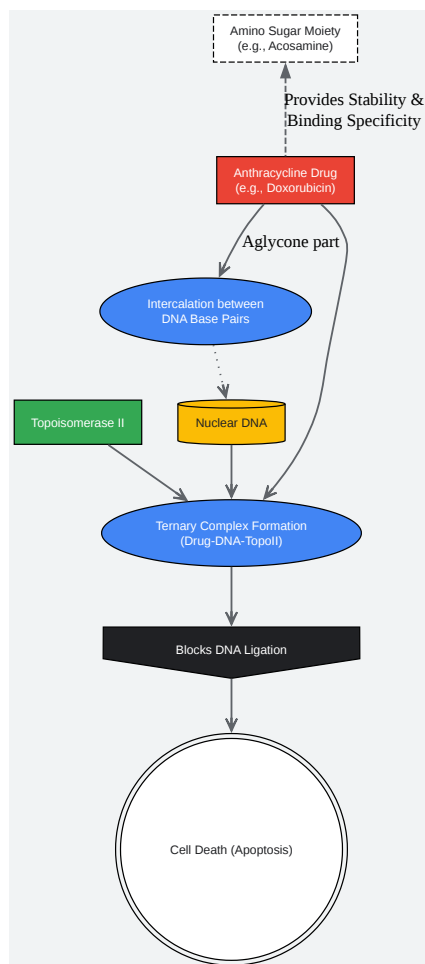 Amino Sugar Moiety
(e.g., Acosamine)
Provides Stability &
Binding Specificity
Anthracycline Drug
(e.g., Doxorubicin)
Aglycone part
Intercalation between
DNA Base Pairs
Topoisomerase II
Nuclear DNA
Ternary Complex Formation
(Drug-DNA-TopoII)
Blocks DNA Ligation
Cell Death (Apoptosis)